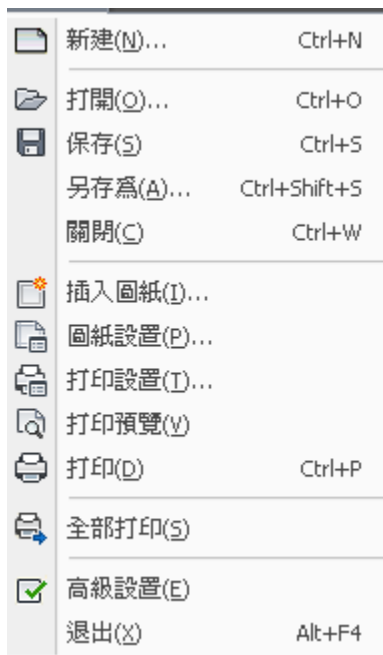 新建(N)... Ctrl+N
打開(O)... Ctrl+O
保存(S) Ctrl+S
另存爲(A)... Ctrl+Shift+S
關閉(C) Ctrl+W
插入圖紙(I)...
圖紙設置(P)...
打印設置(T)...
打印預覽(V)
打印(D) Ctrl+P
全部打印(S)
高級設置(E)
退出(X) Alt+F4